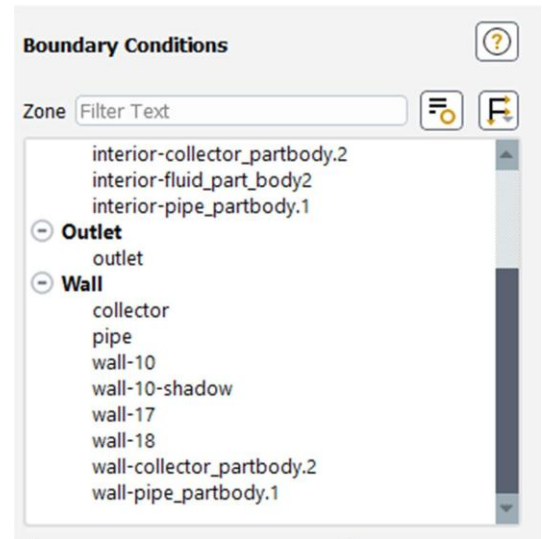 Boundary Conditions
?
Zone Filter Text
interior-collector_partbody.2
interior-fluid_part_body2
interior-pipe_partbody.1
Outlet
outlet
Wall
collector
pipe
wall-10
wall-10-shadow
wall-17
wall-18
wall-collector_partbody.2
wall-pipe_partbody.1